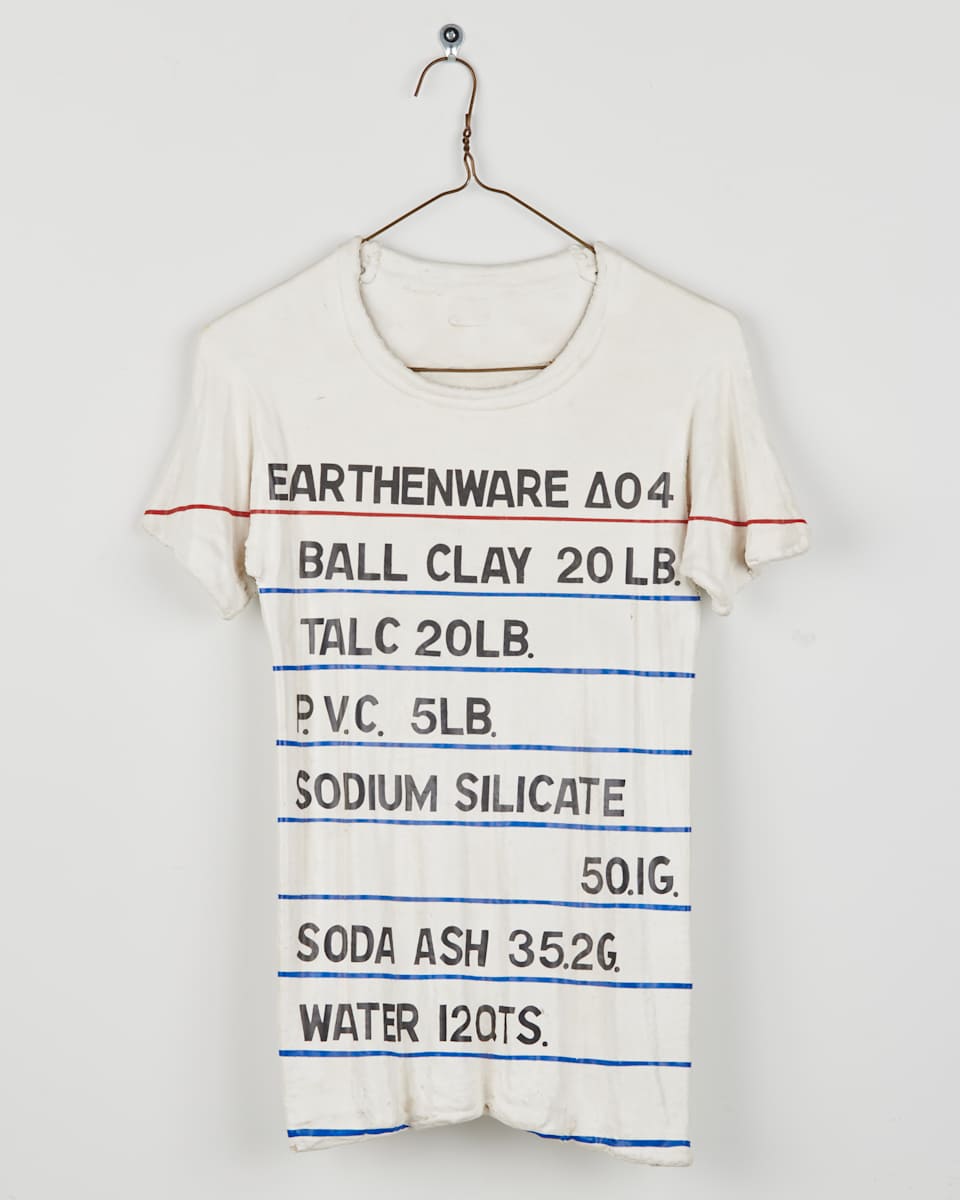 EARTHENWARE Δ04
BALL CLAY 20 LB.
TALC 20LB.
P.V.C. 5LB.
SODIUM SILICATE
50.1G.
SODA ASH 35.2G.
WATER 12QTS.